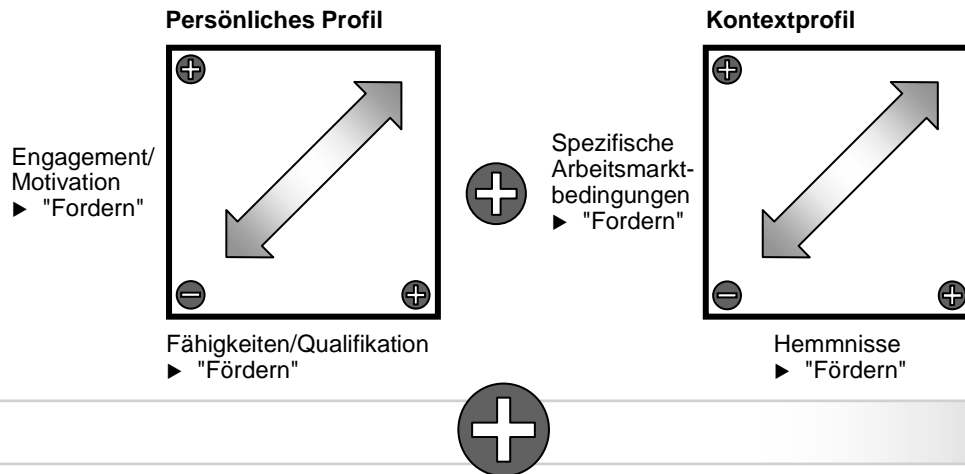 Persönliches Profil
Engagement/
Motivation
► "Fordern"
Fähigkeiten/Qualifikation
► "Fördern"
Kontextprofil
Spezifische
Arbeitsmarkt-
bedingungen
► "Fordern"
Hemmnisse
► "Fördern"